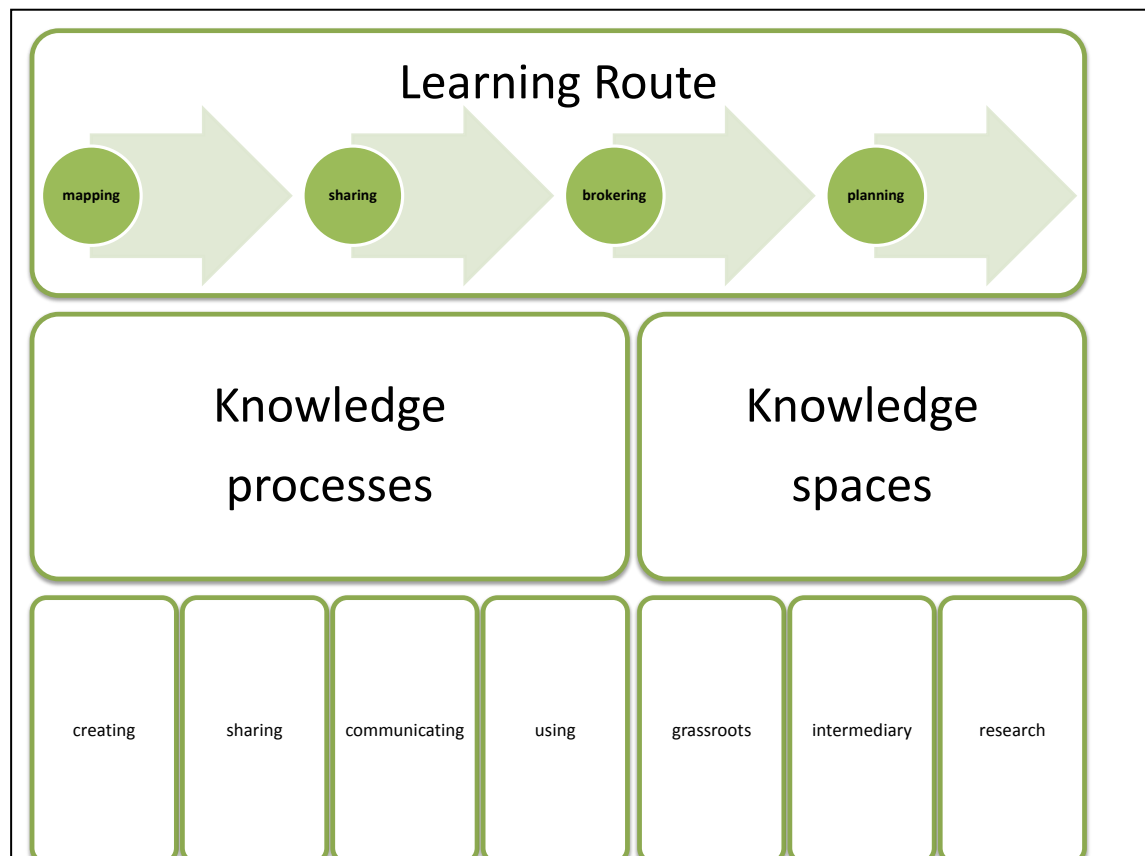 Learning Route
mapping
sharing
brokering
planning
Knowledge
processes
Knowledge
spaces
creating
sharing
communicating
using
grassroots
intermediary
research